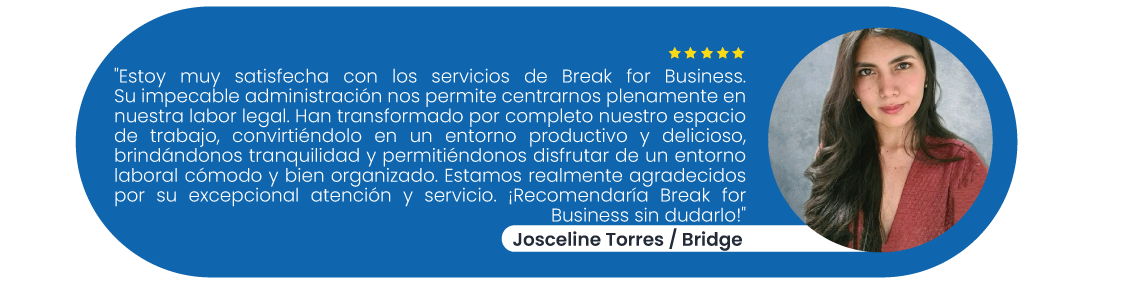 "Estoy muy satisfecha con los servicios de Break for Business.
Su impecable administración nos permite centrarnos plenamente en
nuestra labor legal. Han transformado por completo nuestro espacio
de trabajo, convirtiéndolo en un entorno productivo y delicioso,
brindándonos tranquilidad y permitiéndonos disfrutar de un entorno
laboral cómodo y bien organizado. Estamos realmente agradecidos
por su excepcional atención y servicio. ¡Recomendaría Break for
Business sin dudarlo!"
Josceline Torres / Bridge